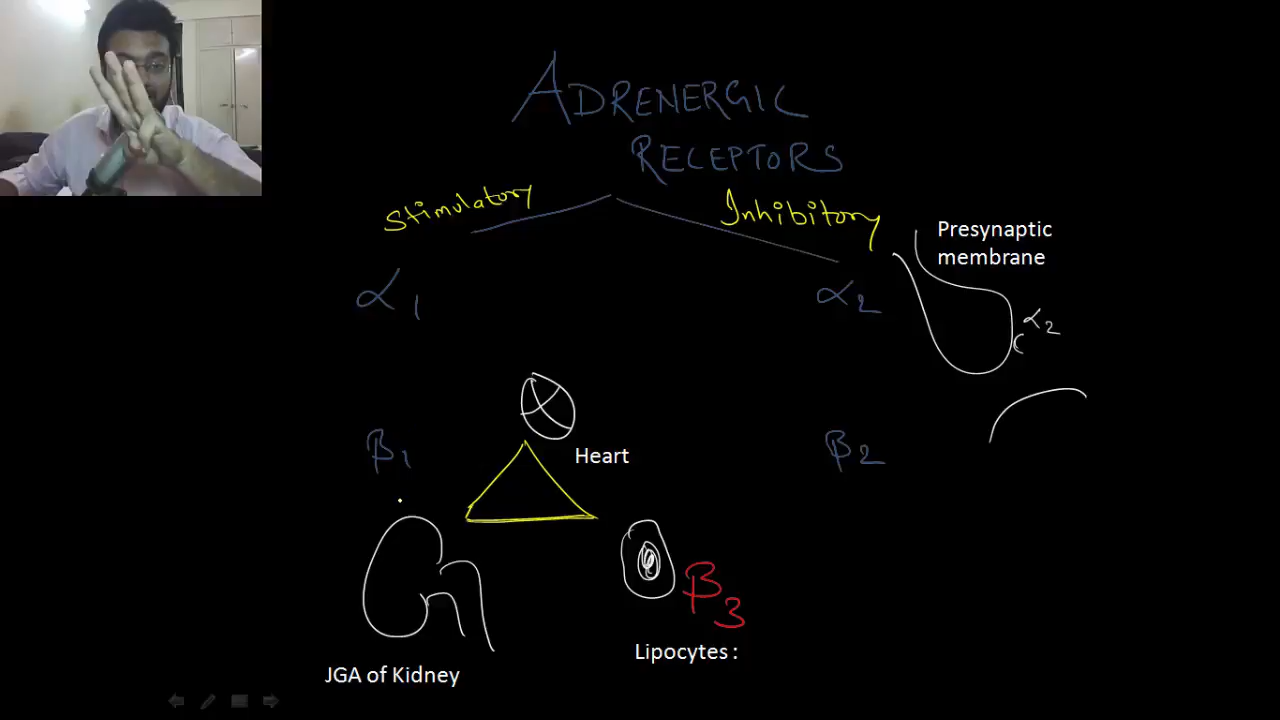 ADRENERGIC
RECEPTORS
Stimulatory
Inhibitory
Presynaptic
membrane
α1
α2
α2
β1
Heart
β2
β3
Lipocytes :
JGA of Kidney